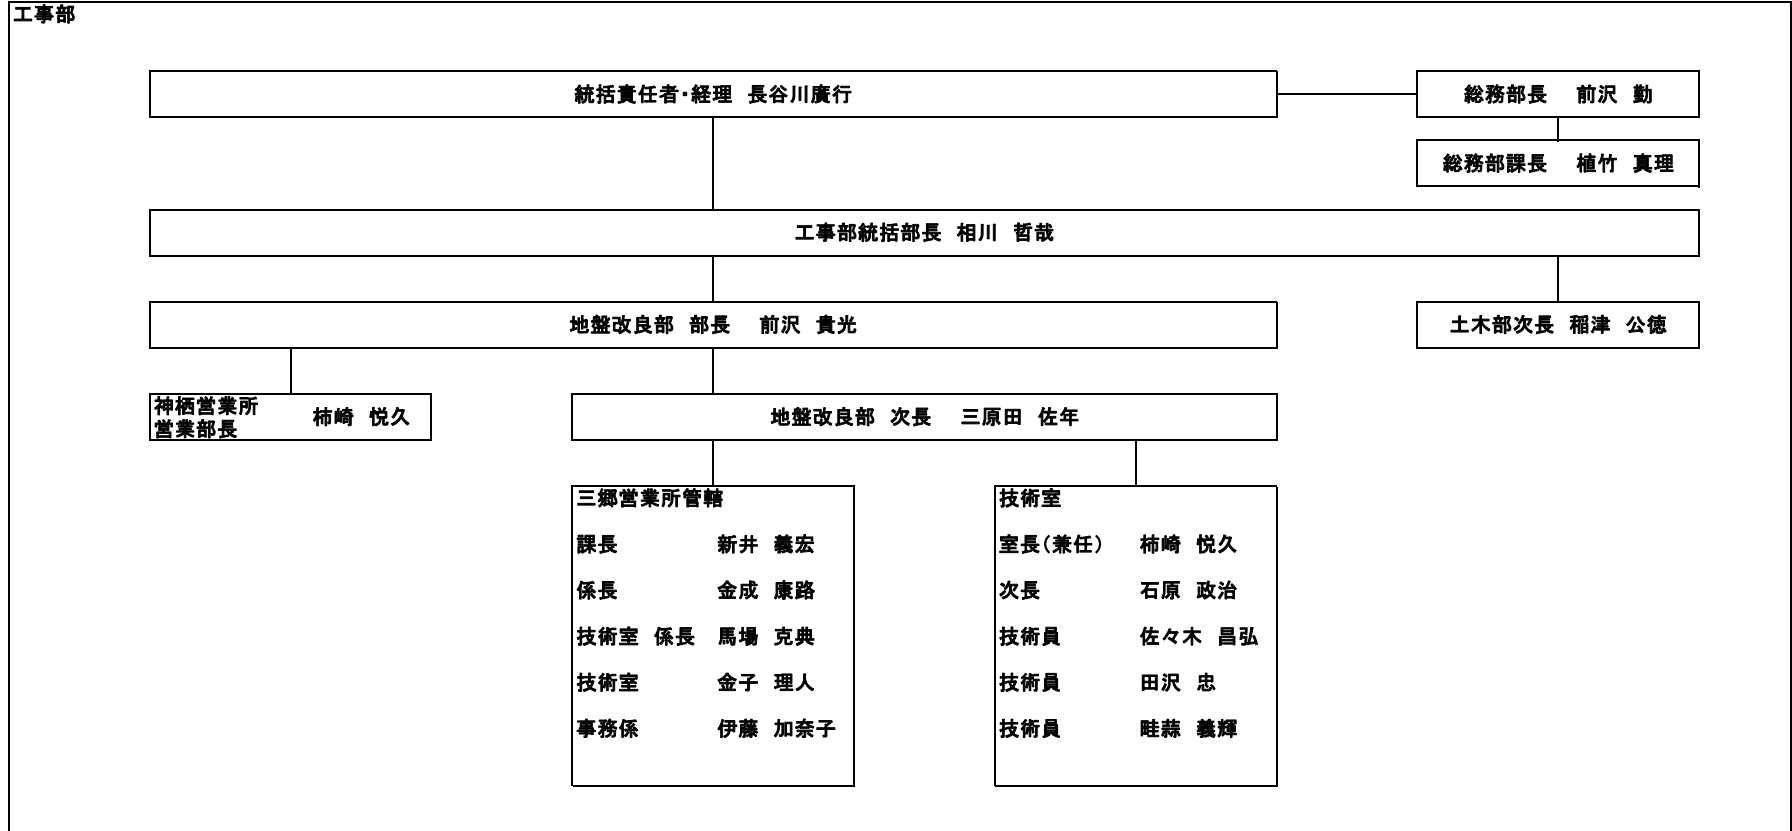 工事部
統括責任者・経理　長谷川廣行
総務部長　前沢　勤
総務部課長　植竹　真理
工事部統括部長　相川　哲哉
地盤改良部　部長　前沢　貴光
土木部次長　稲津　公徳
神栖営業所
営業部長　柿崎　悦久
地盤改良部　次長　三原田　佐年
三郷営業所管轄
課長　新井　義宏
係長　金成　康路
技術室　係長　馬場　克典
技術室　金子　理人
事務係　伊藤　加奈子
技術室
室長（兼任）　柿崎　悦久
次長　石原　政治
技術員　佐々木　昌弘
技術員　田沢　忠
技術員　畦蒜　義輝